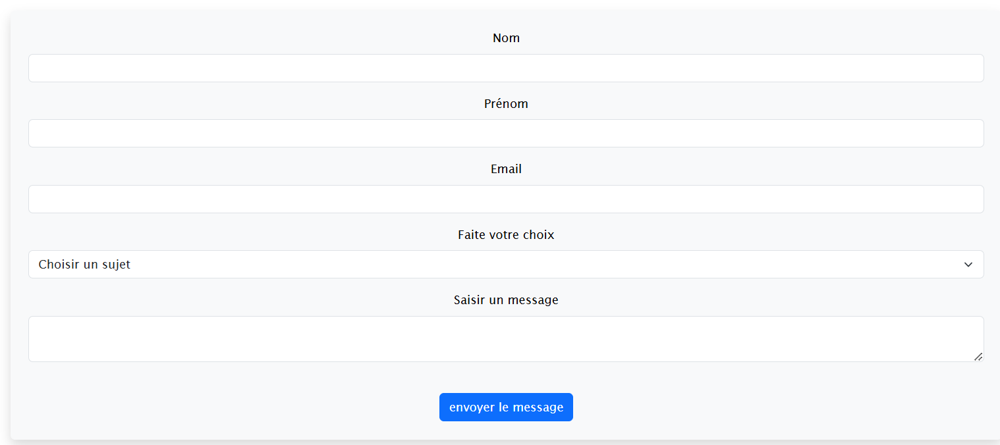 Nom
Prénom
Email
Faite votre choix
Choisir un sujet
Saisir un message
envoyer le message